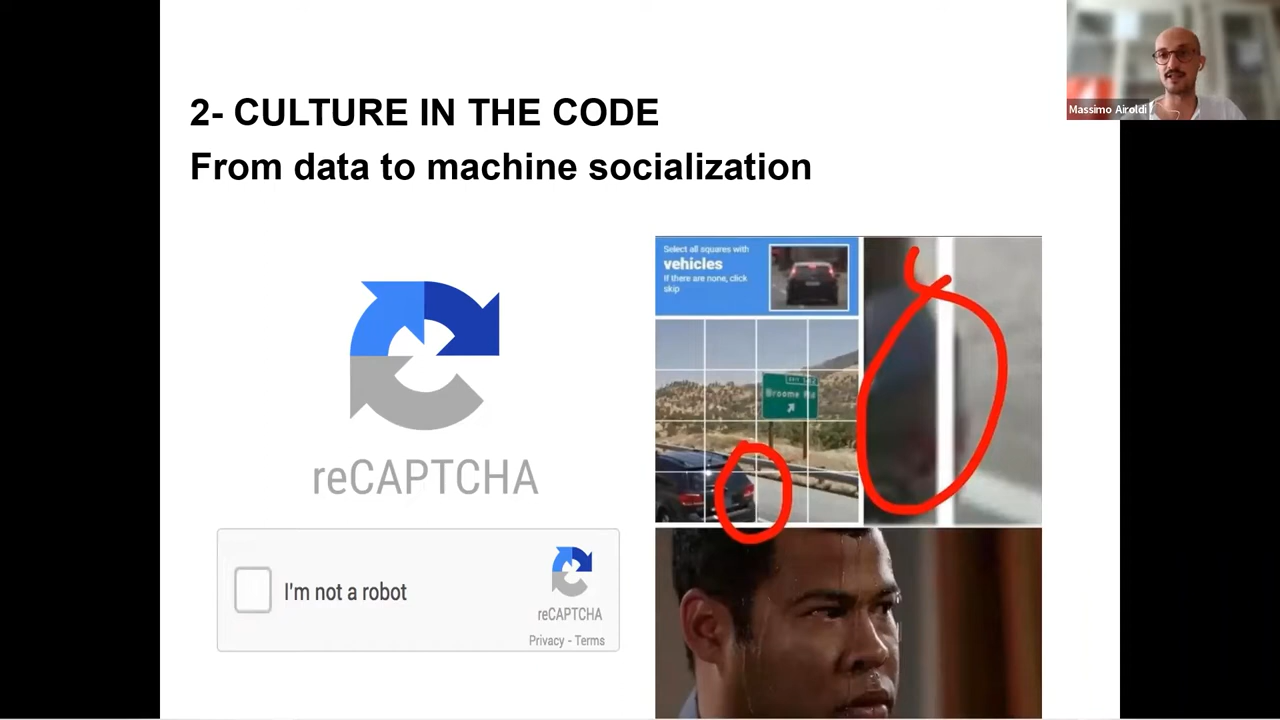 2- CULTURE IN THE CODE
From data to machine socialization
Massimo Airoldi
Select all squares with
vehicles
If there are none, click
skip
Broome
reCAPTCHA
I'm not a robot
reCAPTCHA
Privacy - Terms